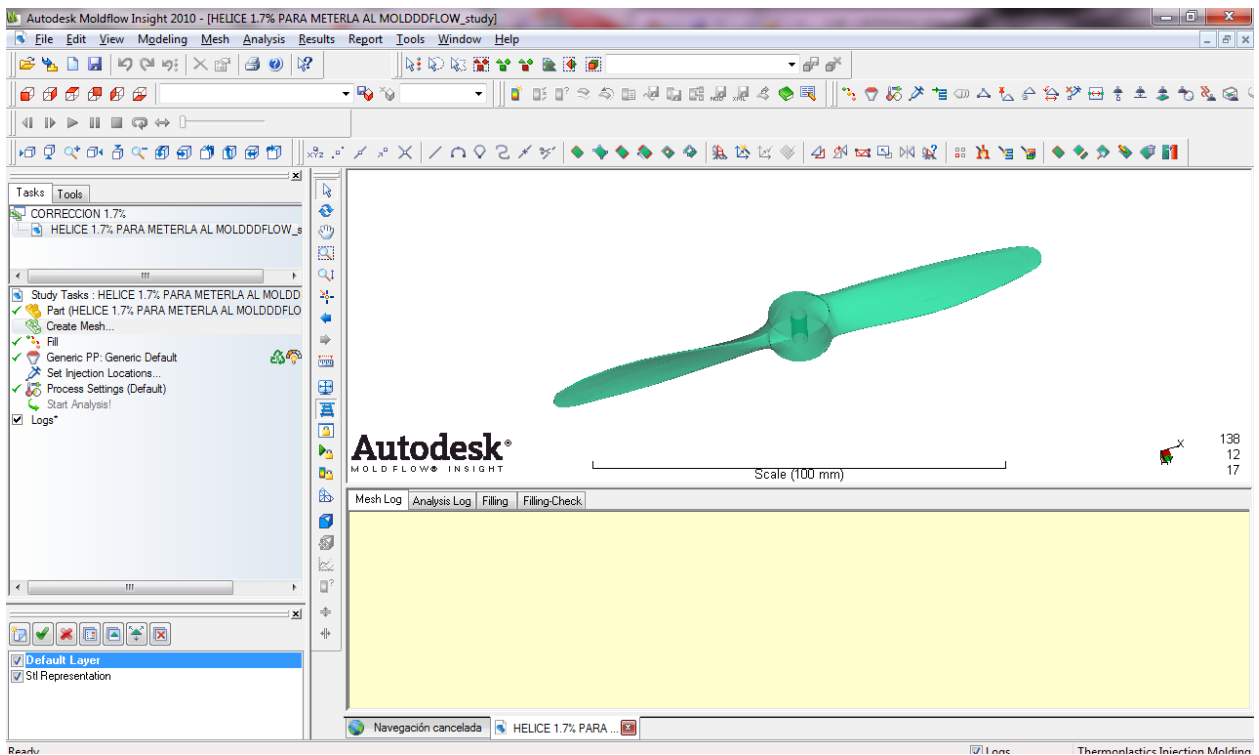 Autodesk Moldflow Insight 2010 - [HELICE 1.7% PARA METERLA AL MOLDDDFLOW_study]
File Edit View Modeling Mesh Analysis Results Report Tools Window Help
Tasks Tools
CORRECCION 1.7%
HELICE 1.7% PARA METERLA AL MOLDDDFLOW_s
Study Tasks : HELICE 1.7% PARA METERLA AL MOLDD
Part (HELICE 1.7% PARA METERLA AL MOLDDDFLO
Create Mesh...
Fill
Generic PP: Generic Default
Set Injection Locations...
Process Settings (Default)
Start Analysis!
Logs*
Default Layer
Stl Representation
Autodesk®
MOLDFLOW® INSIGHT
Scale (100 mm)
X
138
12
17
Mesh Log Analysis Log Filling Filling-Check
Navegación cancelada HELICE 1.7% PARA ...
Ready Logs Thermoplastics Injection Molding